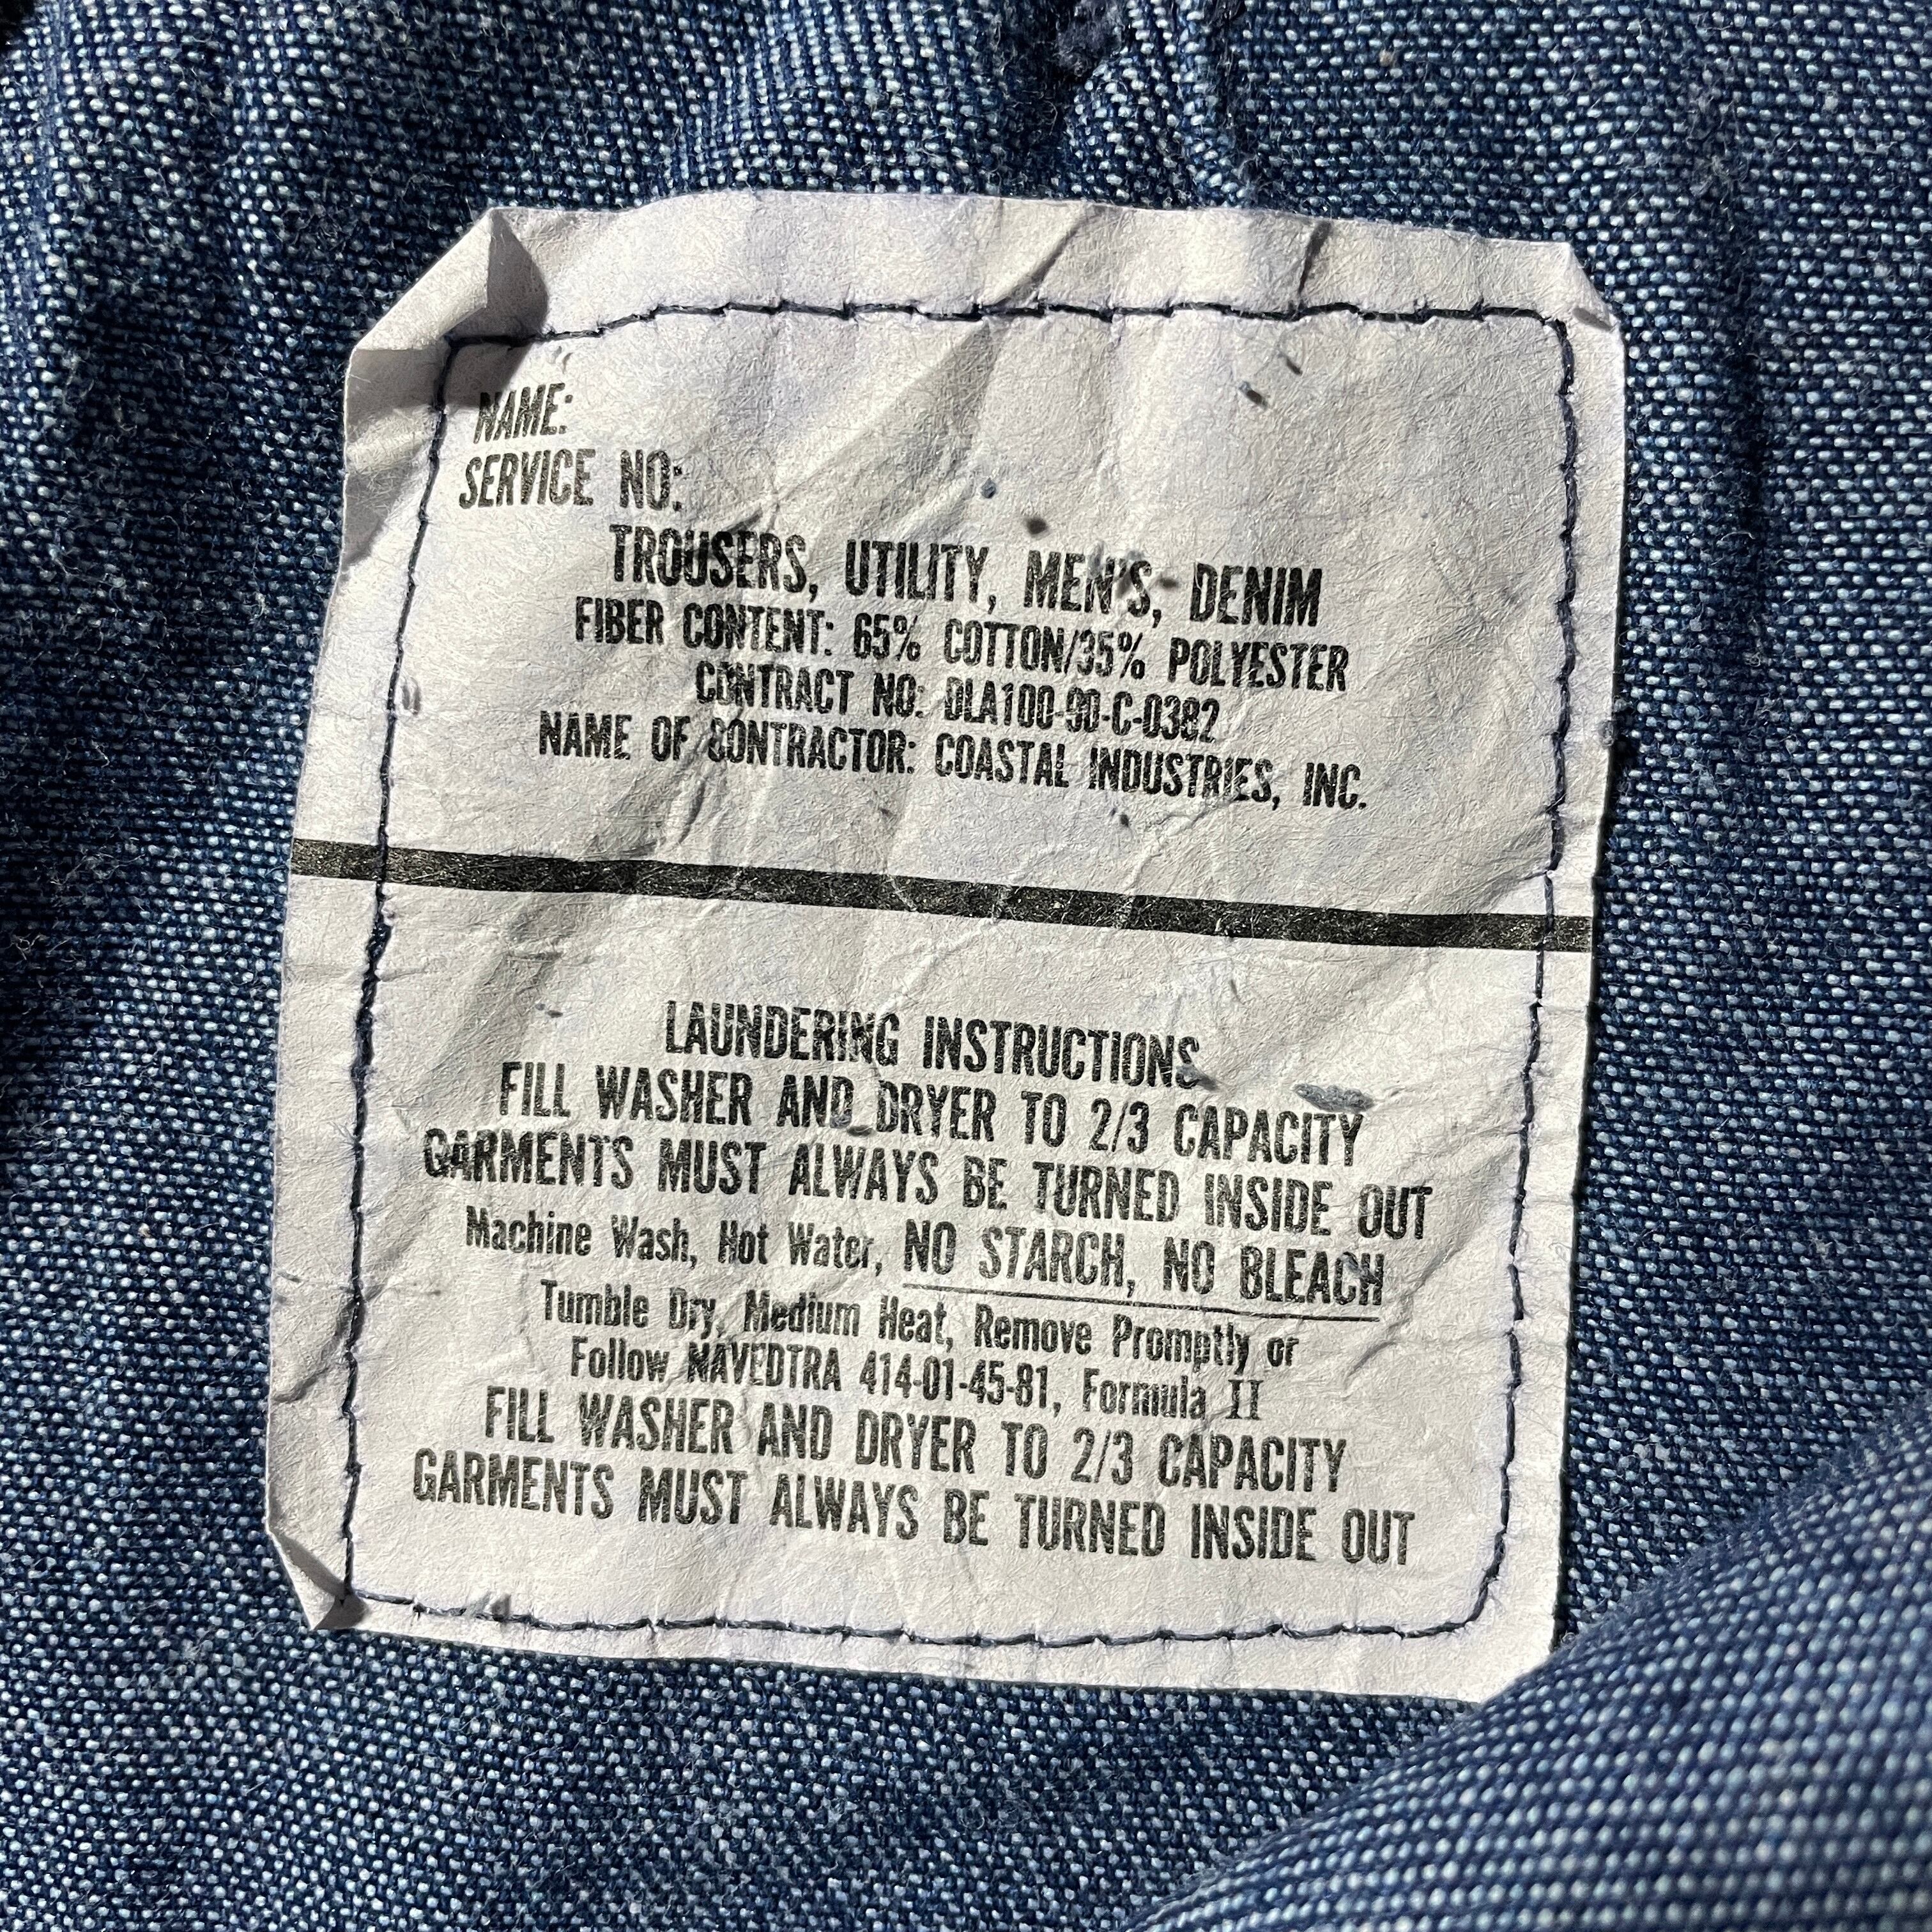 NAME:
SERVICE NO:
TROUSERS, UTILITY, MEN'S, DENIM
FIBER CONTENT: 65% COTTON/35% POLYESTER
CONTRACT NO: DLA100-90-C-0382
NAME OF CONTRACTOR: COASTAL INDUSTRIES, INC.
LAUNDERING INSTRUCTIONS
FILL WASHER AND DRYER TO 2/3 CAPACITY
GARMENTS MUST ALWAYS BE TURNED INSIDE OUT
Machine Wash, Hot Water, NO STARCH, NO BLEACH
Tumble Dry, Medium Heat, Remove Promptly or
Follow NAVEDTRA 414-01-45-81, Formula II
FILL WASHER AND DRYER TO 2/3 CAPACITY
GARMENTS MUST ALWAYS BE TURNED INSIDE OUT